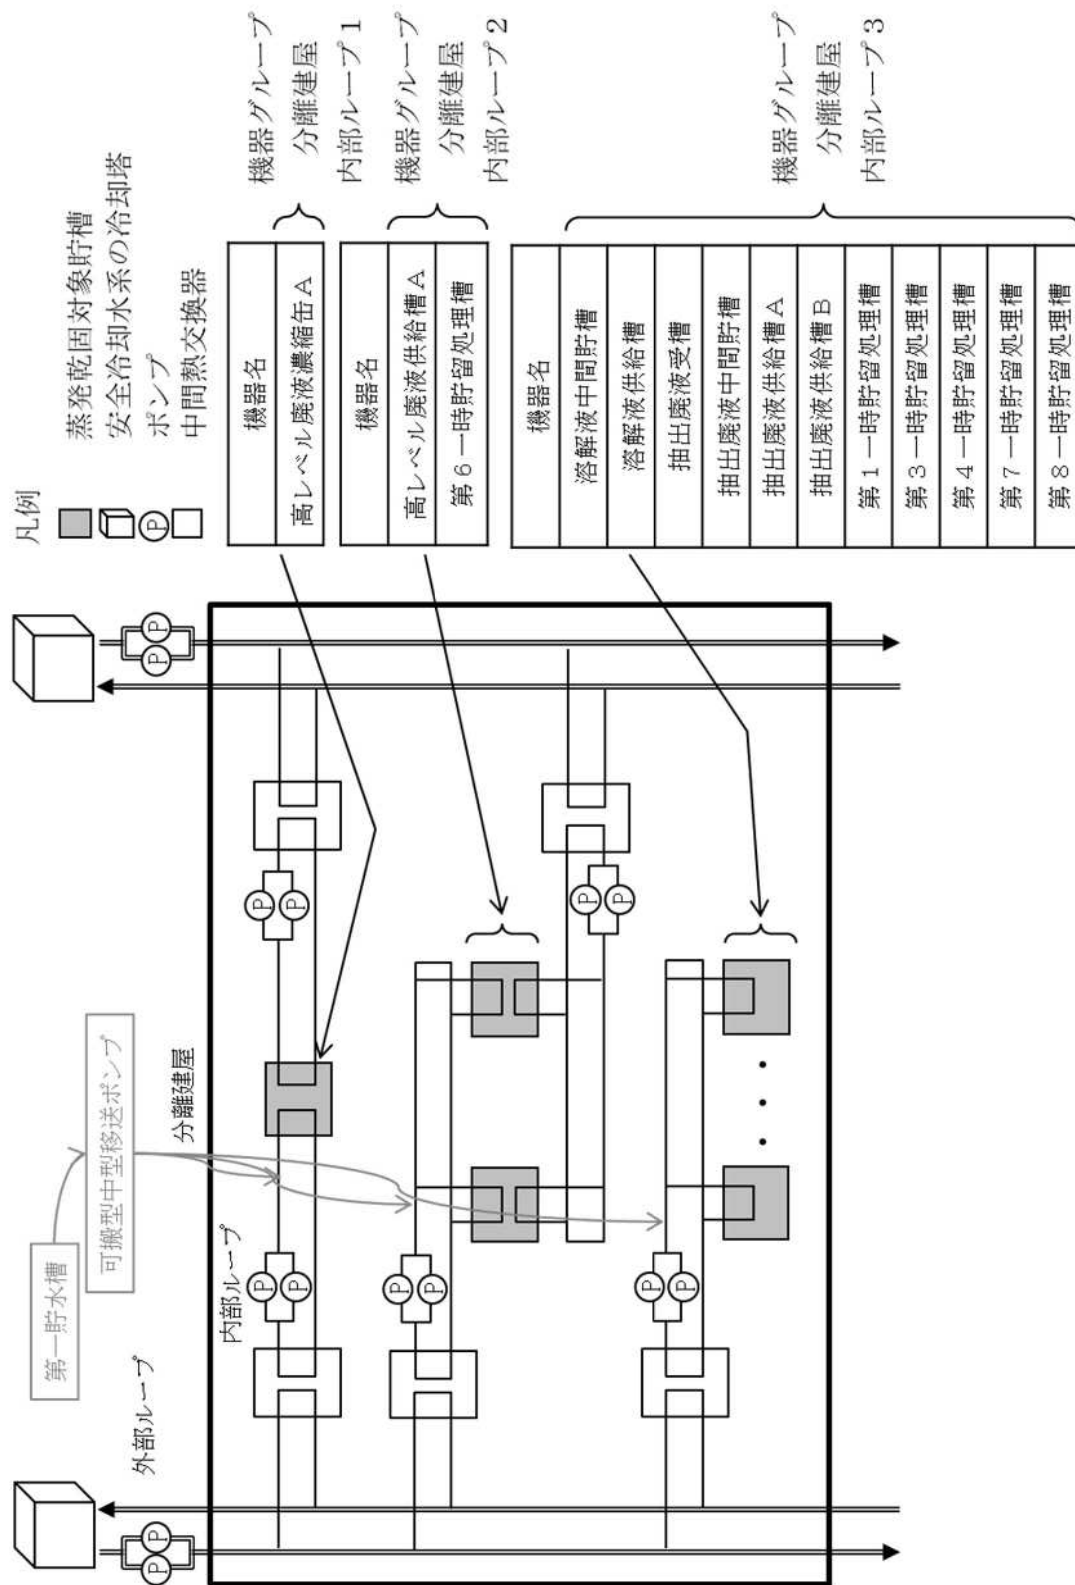 凡例
蒸発乾固対象貯槽
安全冷却水系の冷却塔
P
ポンプ
中間熱交換器
外部ループ
第一貯水槽
可搬型中型移送ポンプ
分離建屋
内部ループ
P
P
P
P
P
P
P
P
P
P
P
P
P
P
機器名
高レベル廃液濃縮缶A
機器グループ
分離建屋
内部ループ1
機器名
高レベル廃液供給槽A
第6一時貯留処理槽
機器グループ
分離建屋
内部ループ2
機器名
溶解液中間貯槽
溶解液供給槽
抽出廃液受槽
抽出廃液中間貯槽
抽出廃液供給槽A
抽出廃液供給槽B
第1一時貯留処理槽
第3一時貯留処理槽
第4一時貯留処理槽
第7一時貯留処理槽
第8一時貯留処理槽
機器グループ
分離建屋
内部ループ3